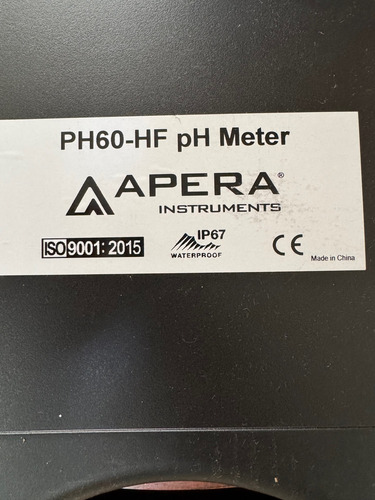 PH60-HF pH Meter
APERA®
INSTRUMENTS
ISO 9001: 2015
IP67
WATERPROOF
CE
Made in China